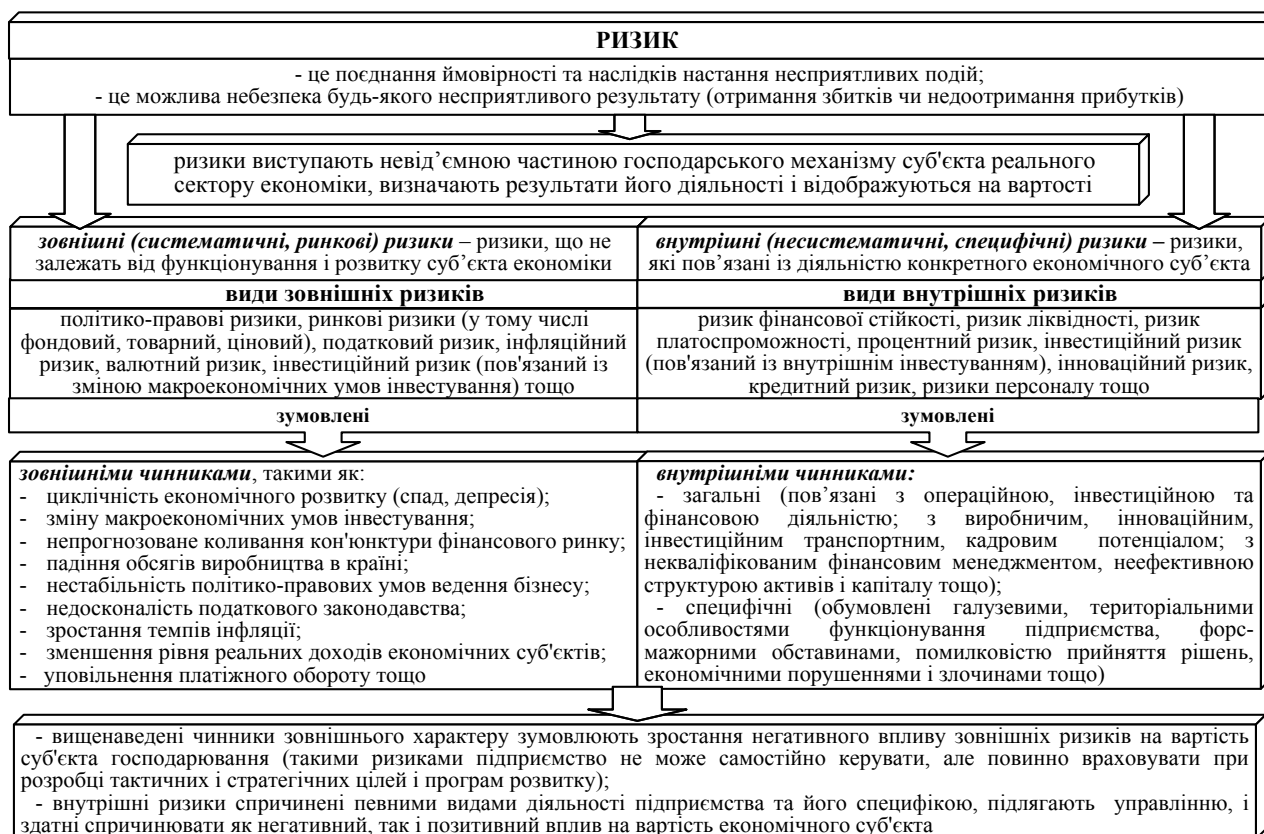 РИЗИК
- це поєднання ймовірності та наслідків настання несприятливих подій;
- це можлива небезпека будь-якого несприятливого результату (отримання збитків чи недоотримання прибутків)
ризики виступають невід’ємною частиною господарського механізму суб'єкта реального
сектору економіки, визначають результати його діяльності і відображуються на вартості
зовнішні (систематичні, ринкові) ризики – ризики, що не
залежать від функціонування і розвитку суб’єкта економіки
види зовнішніх ризиків
політико-правові ризики, ринкові ризики (у тому числі
фондовий, товарний, ціновий), податковий ризик, інфляційний
ризик, валютний ризик, інвестиційний ризик (пов'язаний із
зміною макроекономічних умов інвестування) тощо
зумовлені
зовнішніми чинниками, такими як:
- циклічність економічного розвитку (спад, депресія);
- зміну макроекономічних умов інвестування;
- непрогнозоване коливання кон'юнктури фінансового ринку;
- падіння обсягів виробництва в країні;
- нестабільність політико-правових умов ведення бізнесу;
- недосконалість податкового законодавства;
- зростання темпів інфляції;
- зменшення рівня реальних доходів економічних суб'єктів;
- уповільнення платіжного обороту тощо
внутрішні (несистематичні, специфічні) ризики – ризики,
які пов’язані із діяльністю конкретного економічного суб’єкта
види внутрішніх ризиків
ризик фінансової стійкості, ризик ліквідності, ризик
платоспроможності, процентний ризик, інвестиційний ризик
(пов'язаний із внутрішнім інвестуванням), інноваційний ризик,
кредитний ризик, ризики персоналу тощо
зумовлені
внутрішніми чинниками:
- загальні (пов’язані з операційною, інвестиційною та
фінансовою діяльністю; з виробничим, інноваційним,
інвестиційним транспортним, кадровим потенціалом; з
некваліфікованим фінансовим менеджментом, неефективною
структурою активів і капіталу тощо);
- специфічні (обумовлені галузевими, територіальними
особливостями функціонування підприємства, форс-
мажорними обставинами, помилковістю прийняття рішень,
економічними порушеннями і злочинами тощо)
- вищенаведені чинники зовнішнього характеру зумовлюють зростання негативного впливу зовнішніх ризиків на вартість
суб'єкта господарювання (такими ризиками підприємство не може самостійно керувати, але повинно враховувати при
розробці тактичних і стратегічних цілей і програм розвитку);
- внутрішні ризики спричинені певними видами діяльності підприємства та його специфікою, підлягають управлінню, і
здатні спричинювати як негативний, так і позитивний вплив на вартість економічного суб'єкта